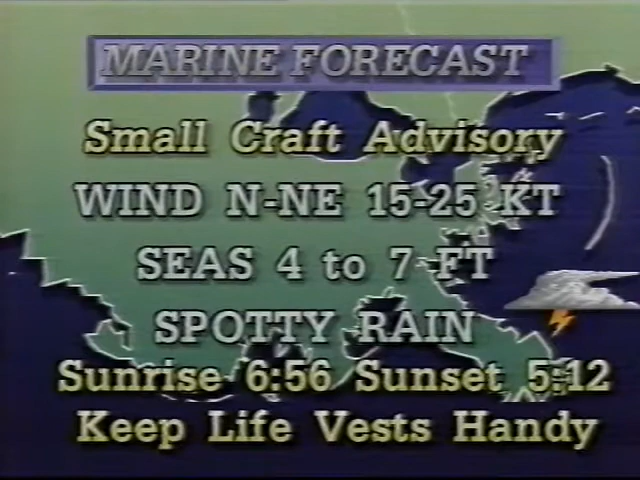 MARINE FORECAST
Small Craft Advisory
WIND N-NE 15-25 KT
SEAS 4 to 7 FT
SPOTTY RAIN
Sunrise 6:56 Sunset 5:12
Keep Life Vests Handy